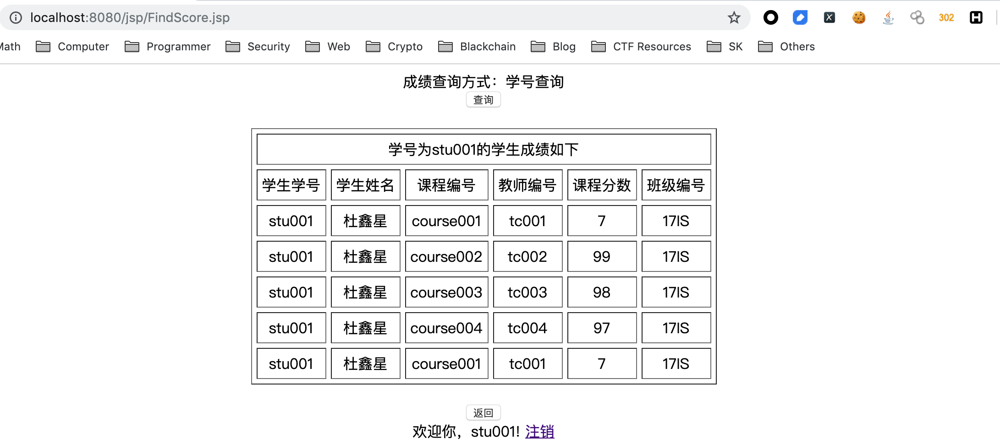 localhost:8080/jsp/FindScore.jsp
302
Math Computer Programmer Security Web Crypto Blackchain Blog CTF Resources SK Others
成绩查询方式：学号查询
查询
学号为stu001的学生成绩如下
学生学号 学生姓名 课程编号 教师编号 课程分数 班级编号
stu001 杜鑫星 course001 tc001 7 17IS
stu001 杜鑫星 course002 tc002 99 17IS
stu001 杜鑫星 course003 tc003 98 17IS
stu001 杜鑫星 course004 tc004 97 17IS
stu001 杜鑫星 course001 tc001 7 17IS
返回
欢迎你，stu001! 注销